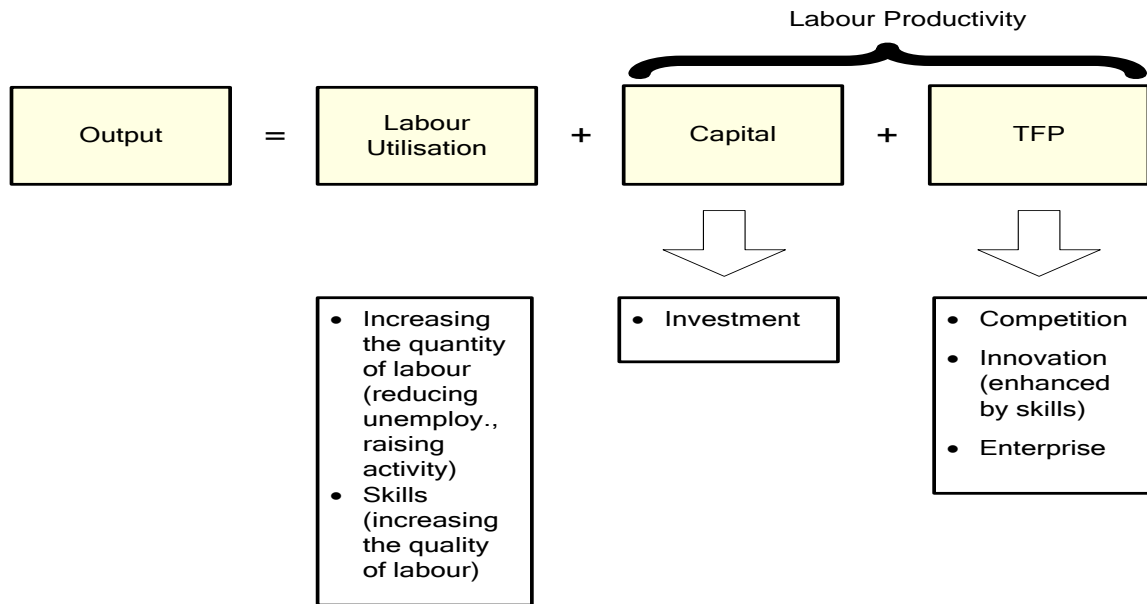 Labour Productivity
Output
=
Labour
Utilisation
+
Capital
+
TFP
• Increasing
the quantity
of labour
(reducing
unemploy.,
raising
activity)
• Skills
(increasing
the quality
of labour)
• Investment
• Competition
• Innovation
(enhanced
by skills)
• Enterprise